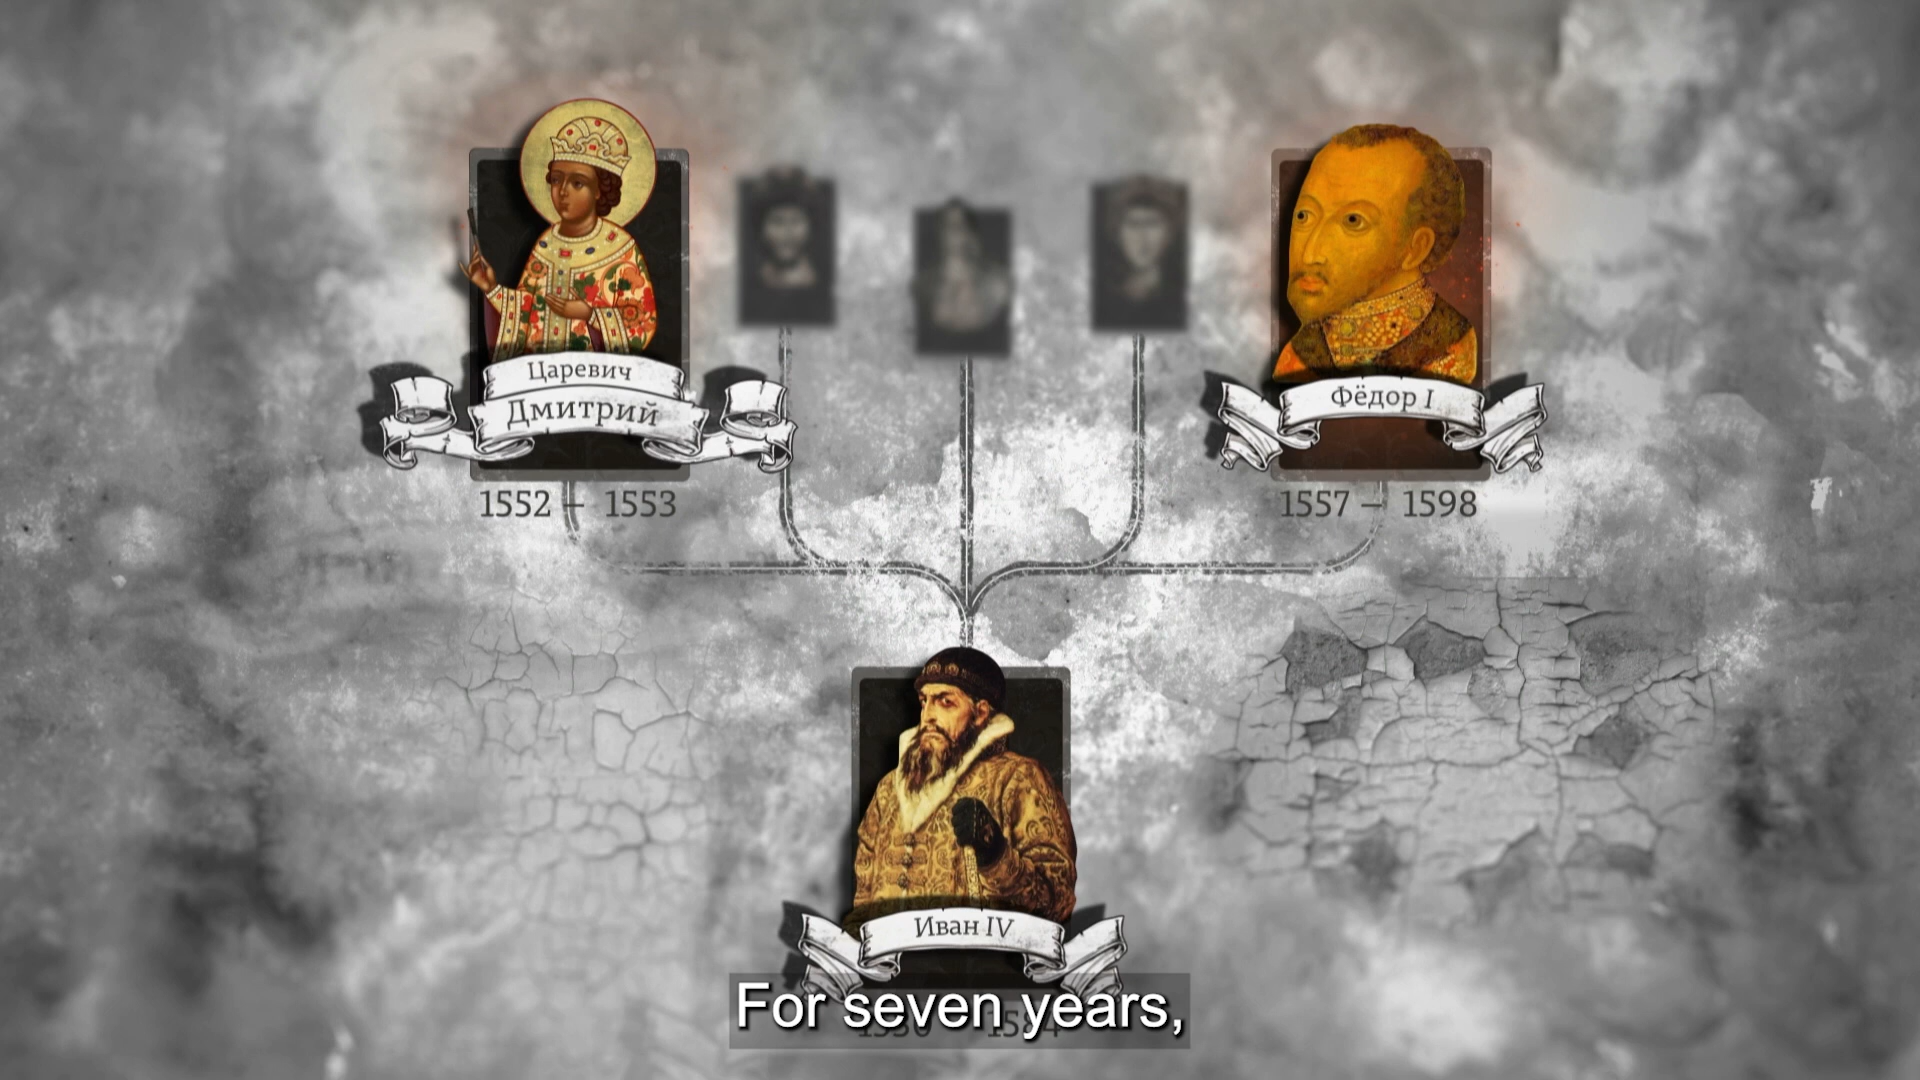 Царевич
Дмитрий
1552 – 1553
Фёдор I
1557 – 1598
Иван IV
For seven years,